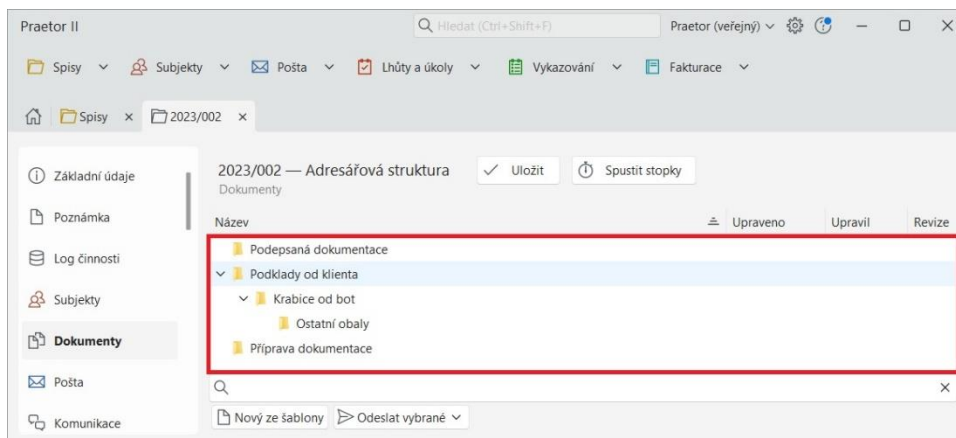 Praetor II
Hledat (Ctrl+Shift+F)
Praetor (veřejný)
Spisy
Subjekty
Pošta
Lhůty a úkoly
Vykazování
Fakturace
Spisy
2023/002
Základní údaje
Poznámka
Log činnosti
Subjekty
Dokumenty
Pošta
Komunikace
2023/002 — Adresářová struktura
Dokumenty
Uložit
Spustit stopky
Název
Upraveno
Upravil
Revize
Podepsaná dokumentace
Podklady od klienta
Krabice od bot
Ostatní obaly
Příprava dokumentace
Nový ze šablony
Odeslat vybrané